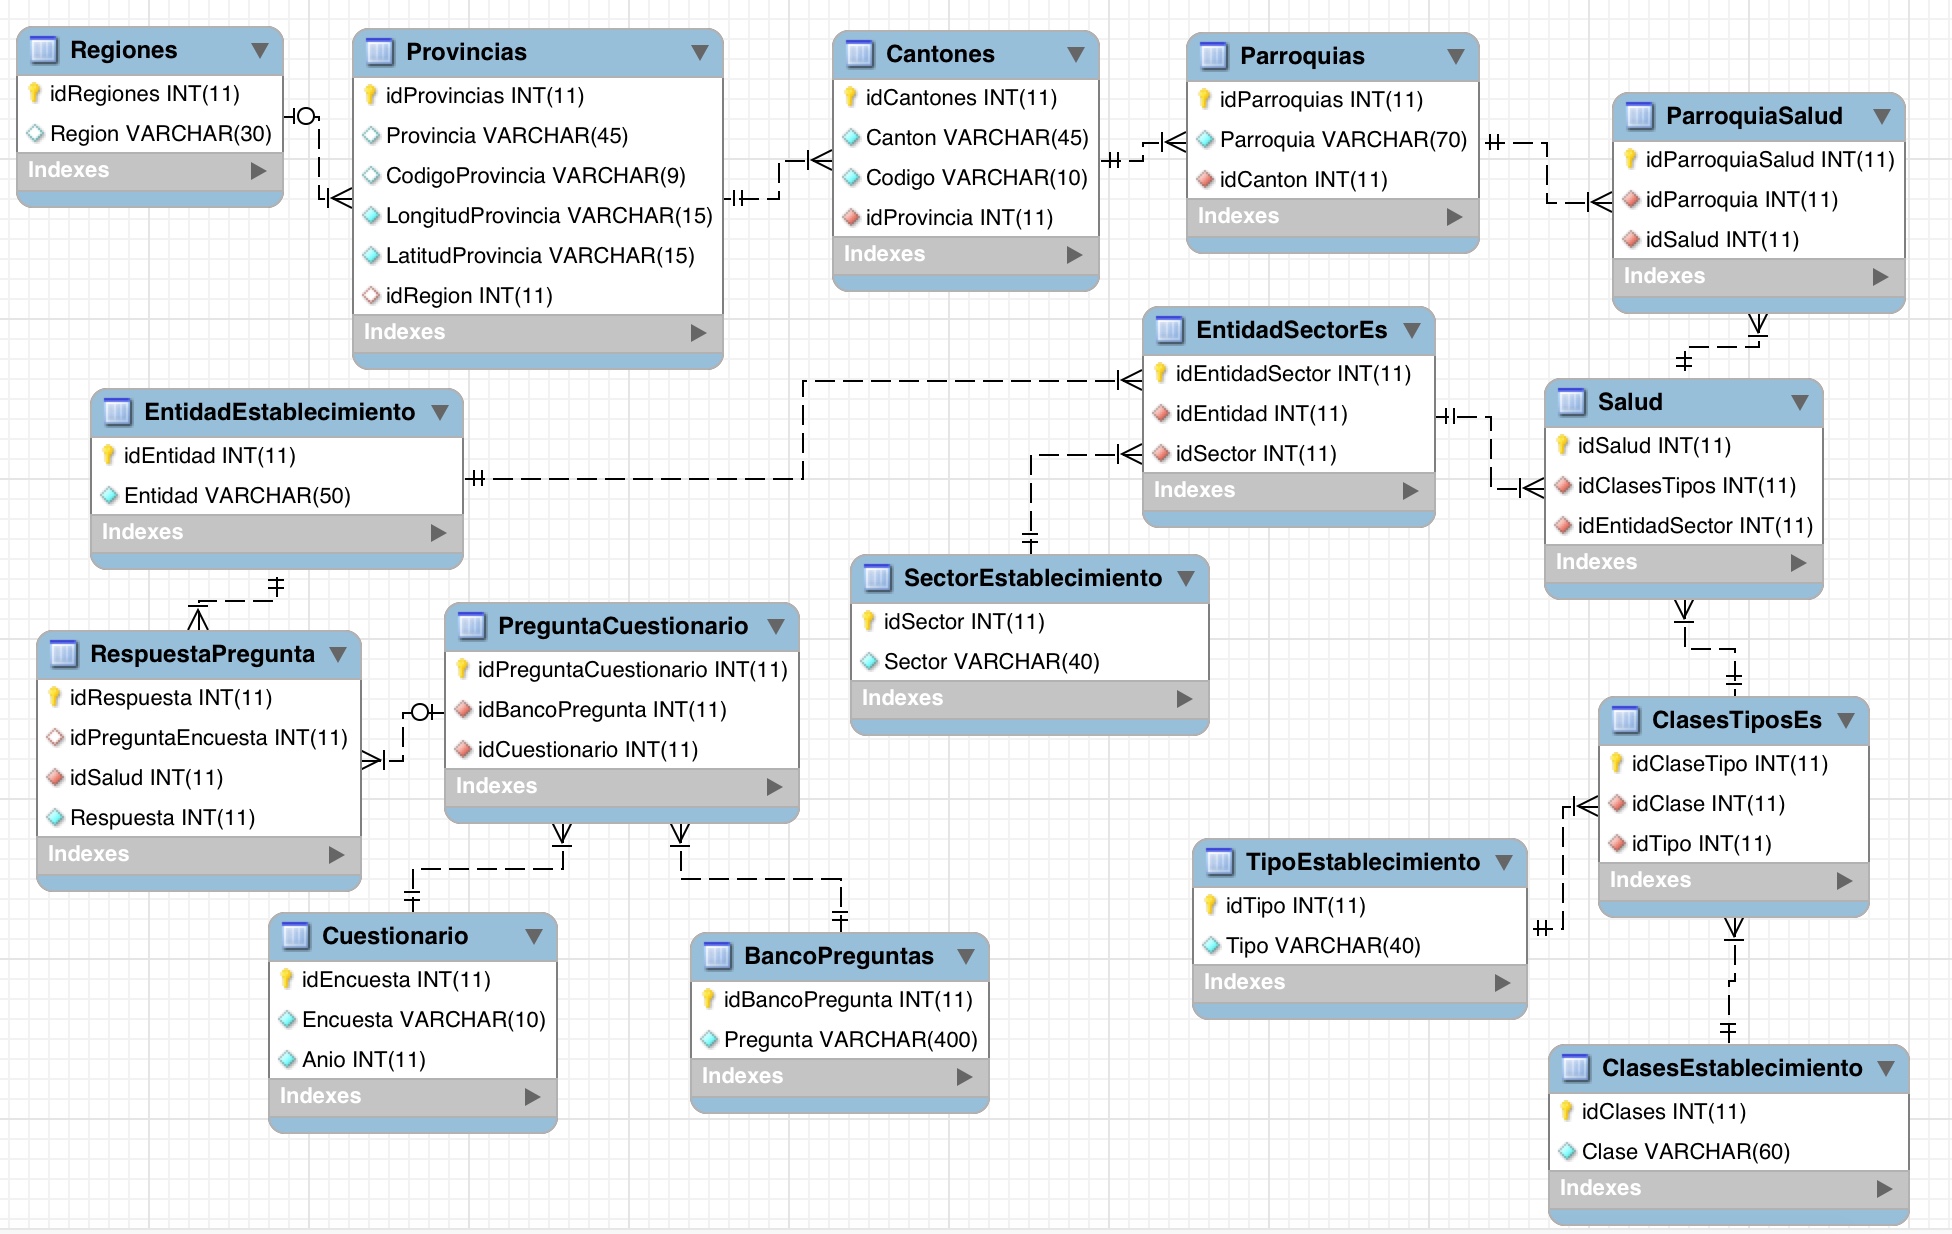 Regiones
idRegiones INT(11)
Region VARCHAR(30)
Indexes
Provincias
idProvincias INT(11)
Provincia VARCHAR(45)
CodigoProvincia VARCHAR(9)
LongitudProvincia VARCHAR(15)
LatitudProvincia VARCHAR(15)
idRegion INT(11)
Indexes
Cantones
idCantones INT(11)
Canton VARCHAR(45)
Codigo VARCHAR(10)
idProvincia INT(11)
Indexes
Parroquias
idParroquias INT(11)
Parroquia VARCHAR(70)
idCanton INT(11)
Indexes
ParroquiaSalud
idParroquiaSalud INT(11)
idParroquia INT(11)
idSalud INT(11)
Indexes
EntidadEstablecimiento
idEntidad INT(11)
Entidad VARCHAR(50)
Indexes
EntidadSectorEs
idEntidadSector INT(11)
idEntidad INT(11)
idSector INT(11)
Indexes
Salud
idSalud INT(11)
idClasesTipos INT(11)
idEntidadSector INT(11)
Indexes
RespuestaPregunta
idRespuesta INT(11)
idPreguntaEncuesta INT(11)
idSalud INT(11)
Respuesta INT(11)
Indexes
PreguntaCuestionario
idPreguntaCuestionario INT(11)
idBancoPregunta INT(11)
idCuestionario INT(11)
Indexes
SectorEstablecimiento
idSector INT(11)
Sector VARCHAR(40)
Indexes
ClasesTiposEs
idClaseTipo INT(11)
idClase INT(11)
idTipo INT(11)
Indexes
TipoEstablecimiento
idTipo INT(11)
Tipo VARCHAR(40)
Indexes
Cuestionario
idEncuesta INT(11)
Encuesta VARCHAR(10)
Anio INT(11)
Indexes
BancoPreguntas
idBancoPregunta INT(11)
Pregunta VARCHAR(400)
Indexes
ClasesEstablecimiento
idClases INT(11)
Clase VARCHAR(60)
Indexes